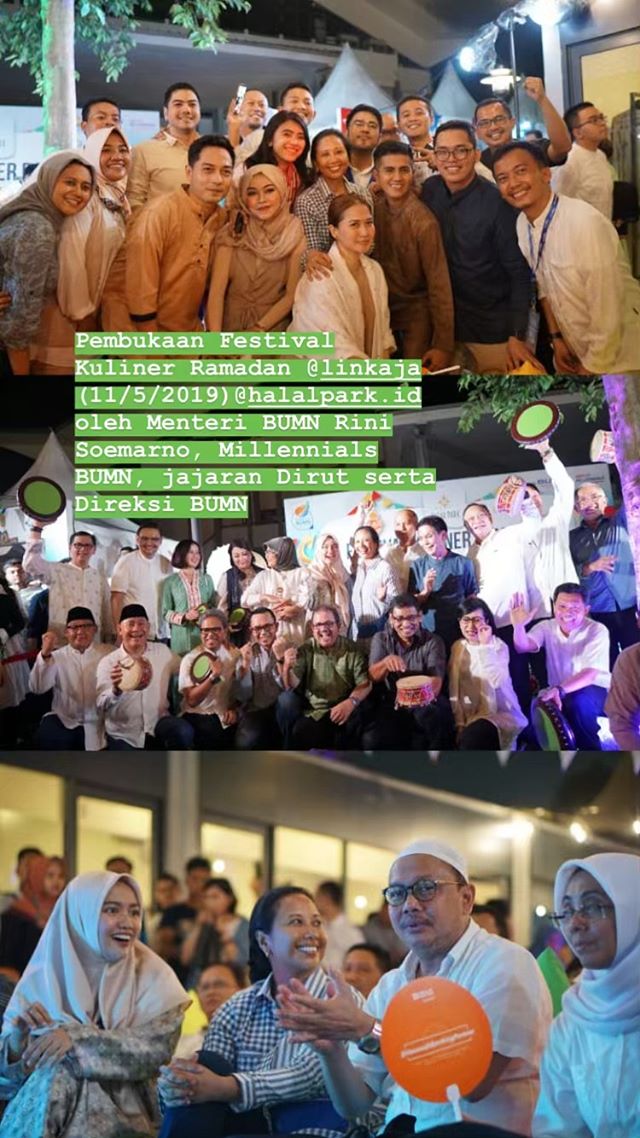 Pembukaan Festival
Kuliner Ramadan @linkaja
(11/5/2019)@halalpark.id
oleh Menteri BUMN Rini
Soemarno, Millennials
BUMN, jajaran Dirut serta
Direksi BUMN